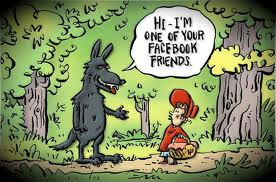 HI - I'M
ONE OF YOUR
FACEBOOK
FRIENDS.